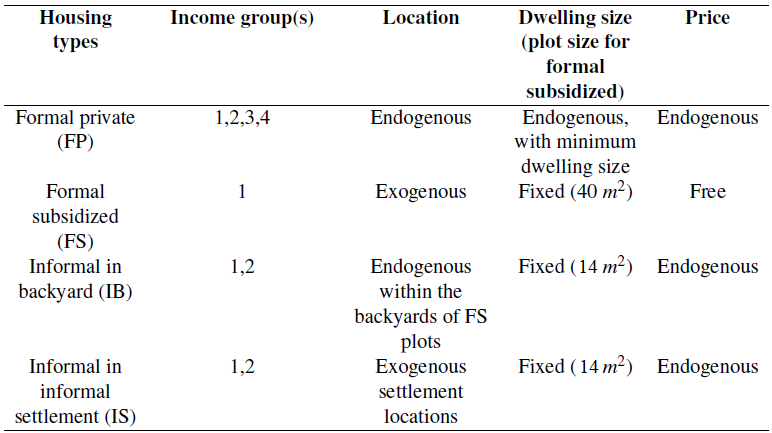 Housing types	Income group(s)	Location	Dwelling size (plot size for formal subsidized)	Price
Formal private (FP)	1,2,3,4	Endogenous	Endogenous, with minimum dwelling size	Endogenous
Formal subsidized (FS)	1	Exogenous	Fixed (40 m²)	Free
Informal in backyard (IB)	1,2	Endogenous within the backyards of FS plots	Fixed (14 m²)	Endogenous
Informal in informal settlement (IS)	1,2	Exogenous settlement locations	Fixed (14 m²)	Endogenous